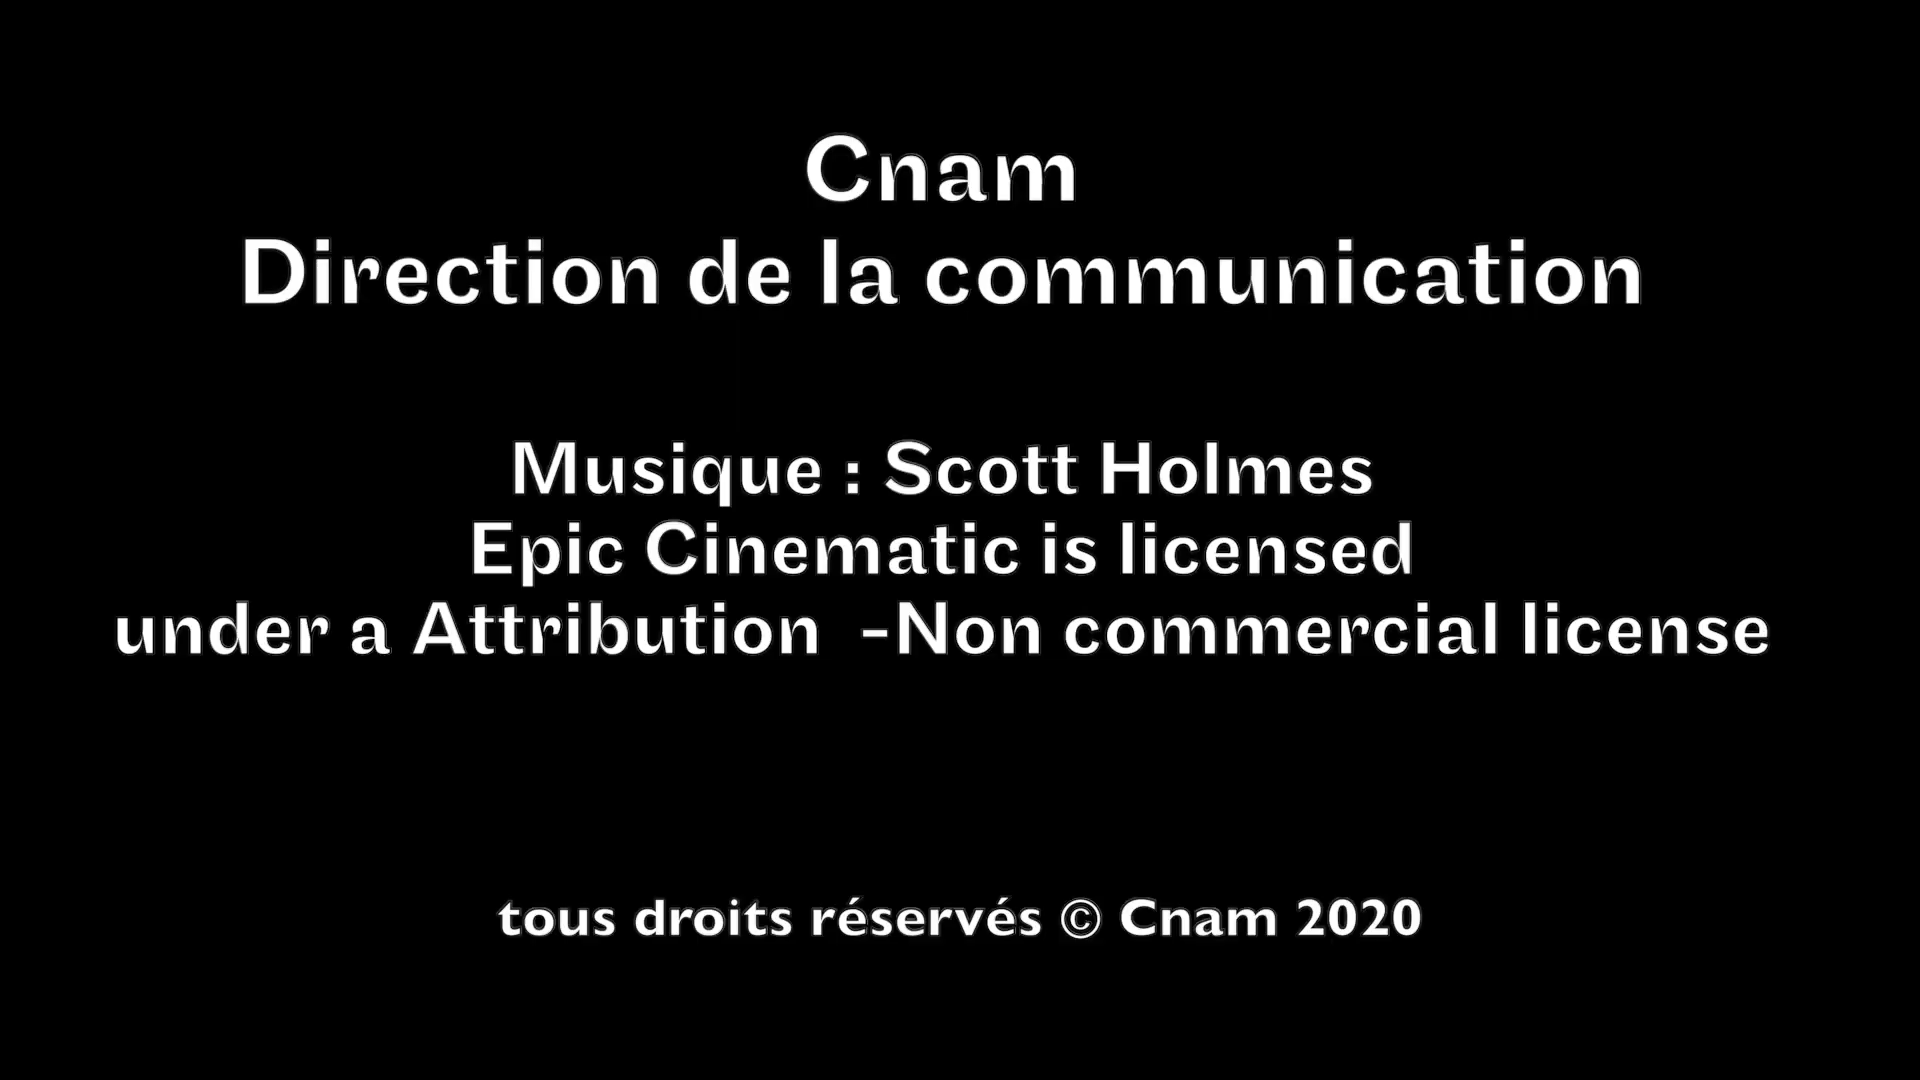 Cnam
Direction de la communication
Musique : Scott Holmes
Epic Cinematic is licensed
under a Attribution  -Non commercial license
tous droits réservés © Cnam 2020